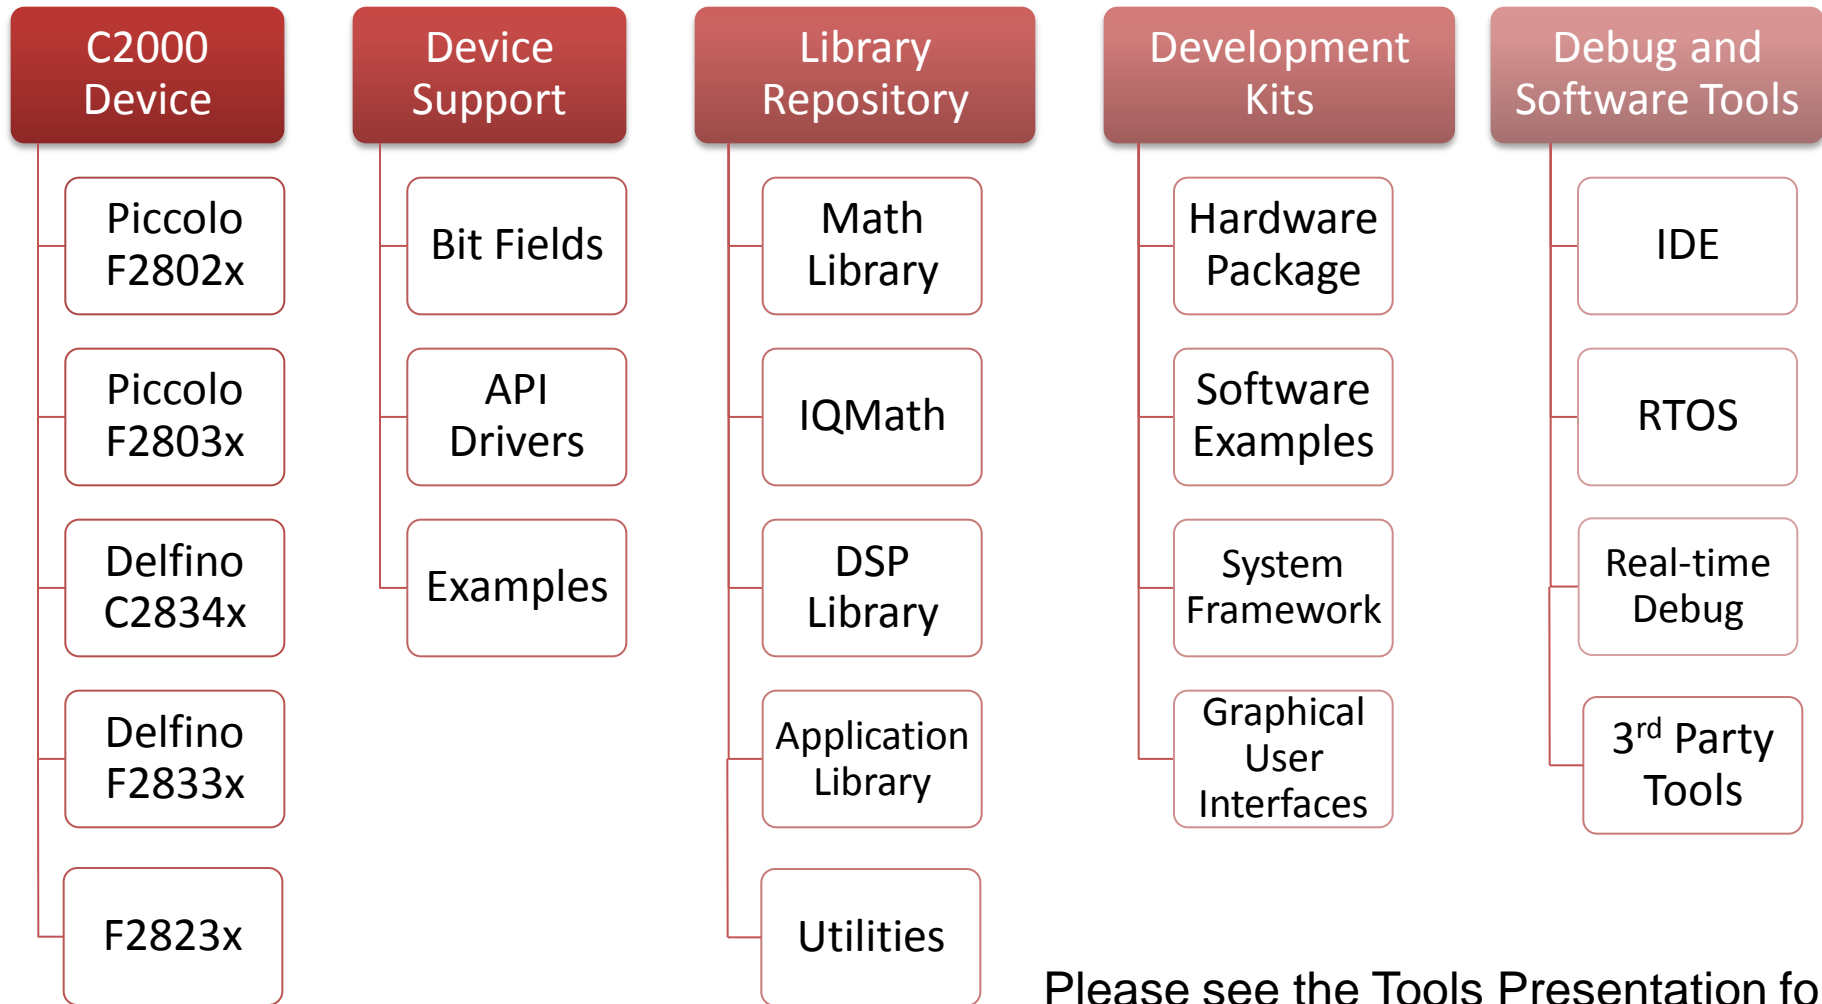 C2000
Device
Piccolo
F2802x
Piccolo
F2803x
Delfino
C2834x
Delfino
F2833x
F2823x
Device
Support
Bit Fields
API
Drivers
Examples
Library
Repository
Math
Library
IQMath
DSP
Library
Application
Library
Utilities
Development
Kits
Hardware
Package
Software
Examples
System
Framework
Graphical
User
Interfaces
Debug and
Software Tools
IDE
RTOS
Real-time
Debug
3rd Party
Tools
Please see the Tools Presentation fo